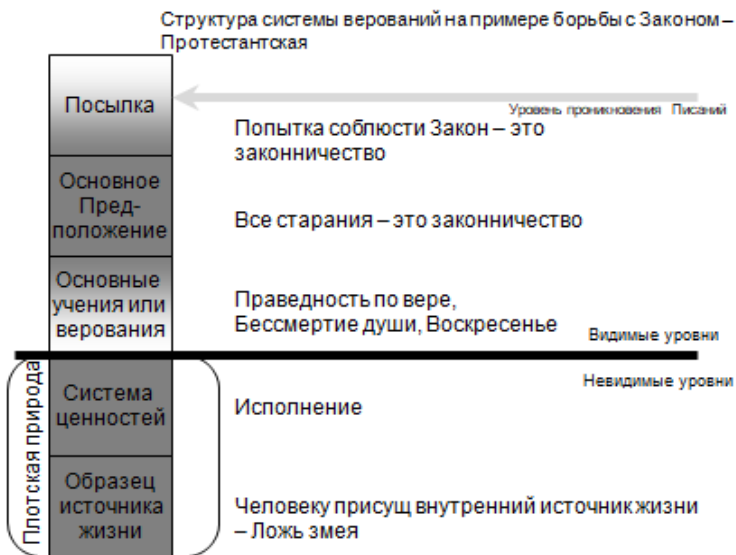 Структура системы верований на примере борьбы с Законом –
Протестантская
Посылка
Уровень проникновения Писаний
Попытка соблюсти Закон – это
законничество
Основное
Пред-
положение
Все старания – это законничество
Основные
учения или
верования
Праведность по вере,
Бессмертие души, Воскресенье
Видимые уровни
Невидимые уровни
Плотская природа
Система
ценностей
Исполнение
Образец
источника
жизни
Человеку присущ внутренний источник жизни
– Ложь змея